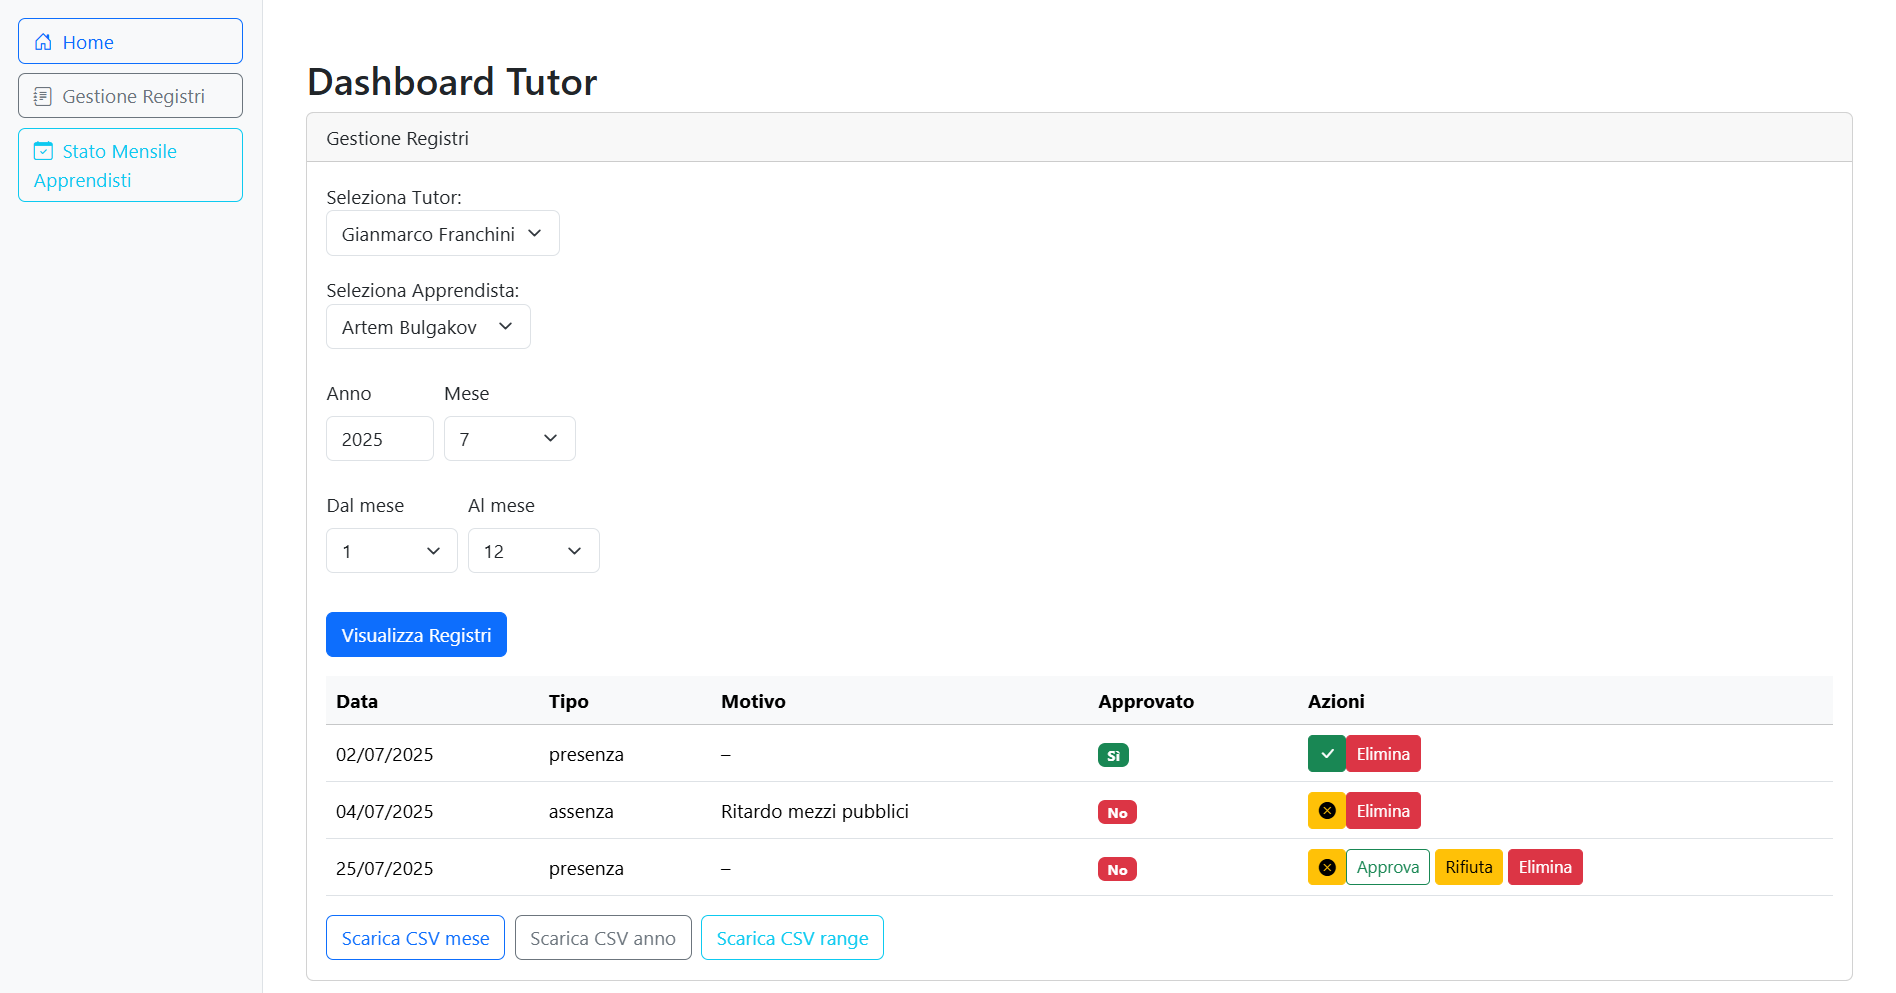 Home
Gestione Registri
Stato Mensile
Apprendisti
Dashboard Tutor
Gestione Registri
Seleziona Tutor:
Gianmarco Franchini
Seleziona Apprendista:
Artem Bulgakov
Anno Mese
2025 7
Dal mese Al mese
1 12
Visualizza Registri
Data Tipo Motivo Approvato Azioni
02/07/2025 presenza – Sì Elimina
04/07/2025 assenza Ritardo mezzi pubblici No Elimina
25/07/2025 presenza – No Approva Rifiuta Elimina
Scarica CSV mese Scarica CSV anno Scarica CSV range